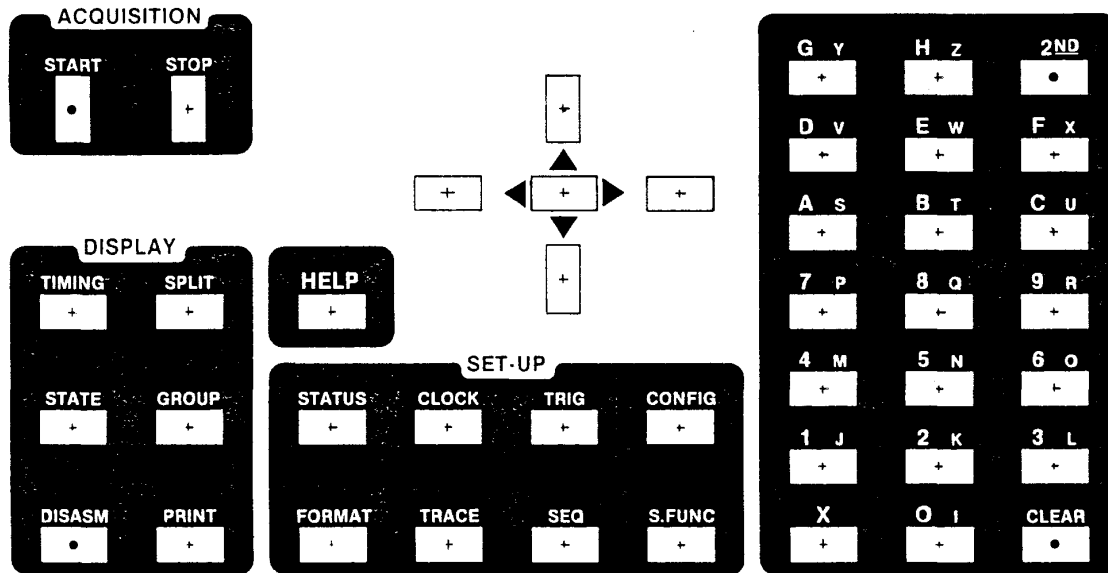 ACQUISITION
START STOP
DISPLAY
TIMING SPLIT
STATE GROUP
DISASM PRINT
HELP
SET-UP
STATUS CLOCK TRIG CONFIG
FORMAT TRACE SEQ S.FUNC
G Y H Z 2ND
D V E W F X
A S B T C U
7 P 8 Q 9 R
4 M 5 N 6 O
1 J 2 K 3 L
X O I CLEAR